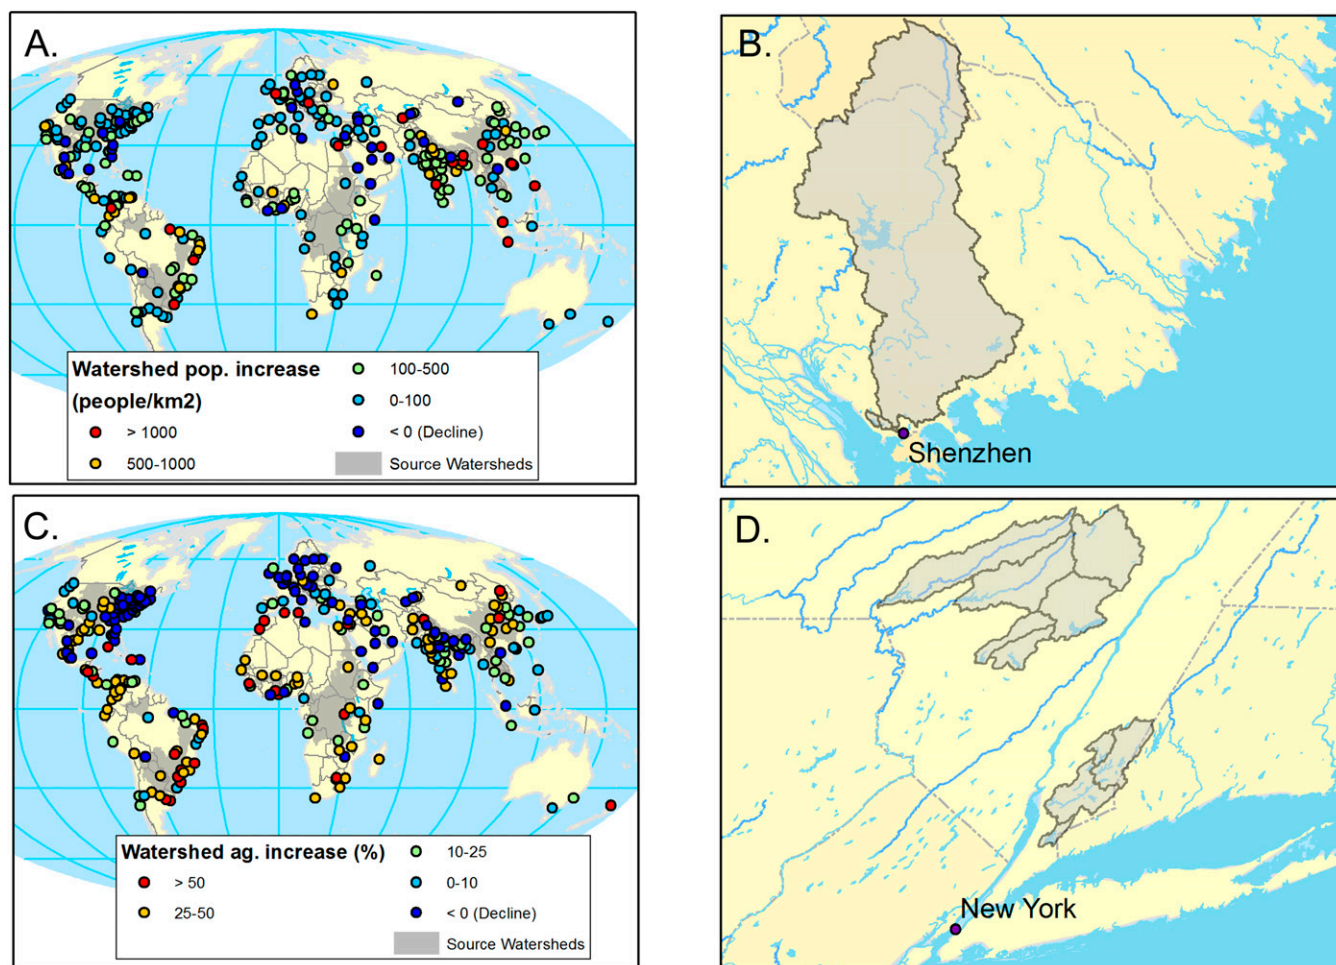 A.
Watershed pop. increase
(people/km2)
> 1000
500-1000
100-500
0-100
< 0 (Decline)
Source Watersheds
B.
Shenzhen
C.
Watershed ag. increase (%)
> 50
25-50
10-25
0-10
< 0 (Decline)
Source Watersheds
D.
New York